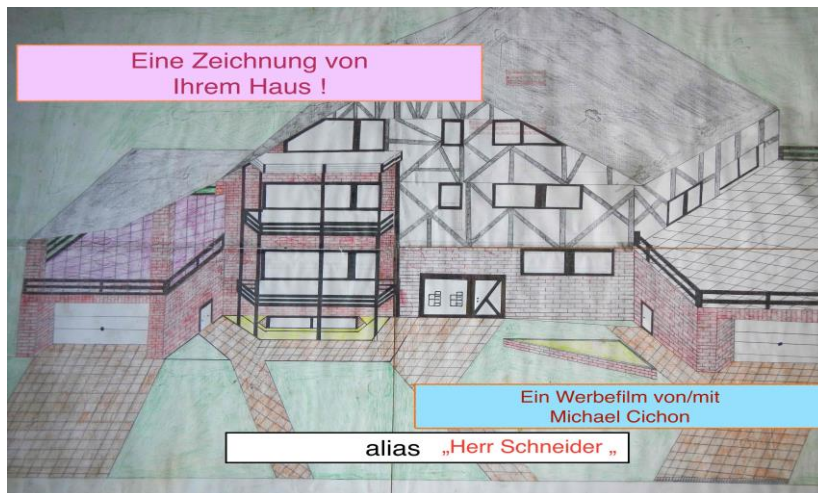 Eine Zeichnung von
Ihrem Haus !
Ein Werbefilm von/mit
Michael Cichon
alias „Herr Schneider „